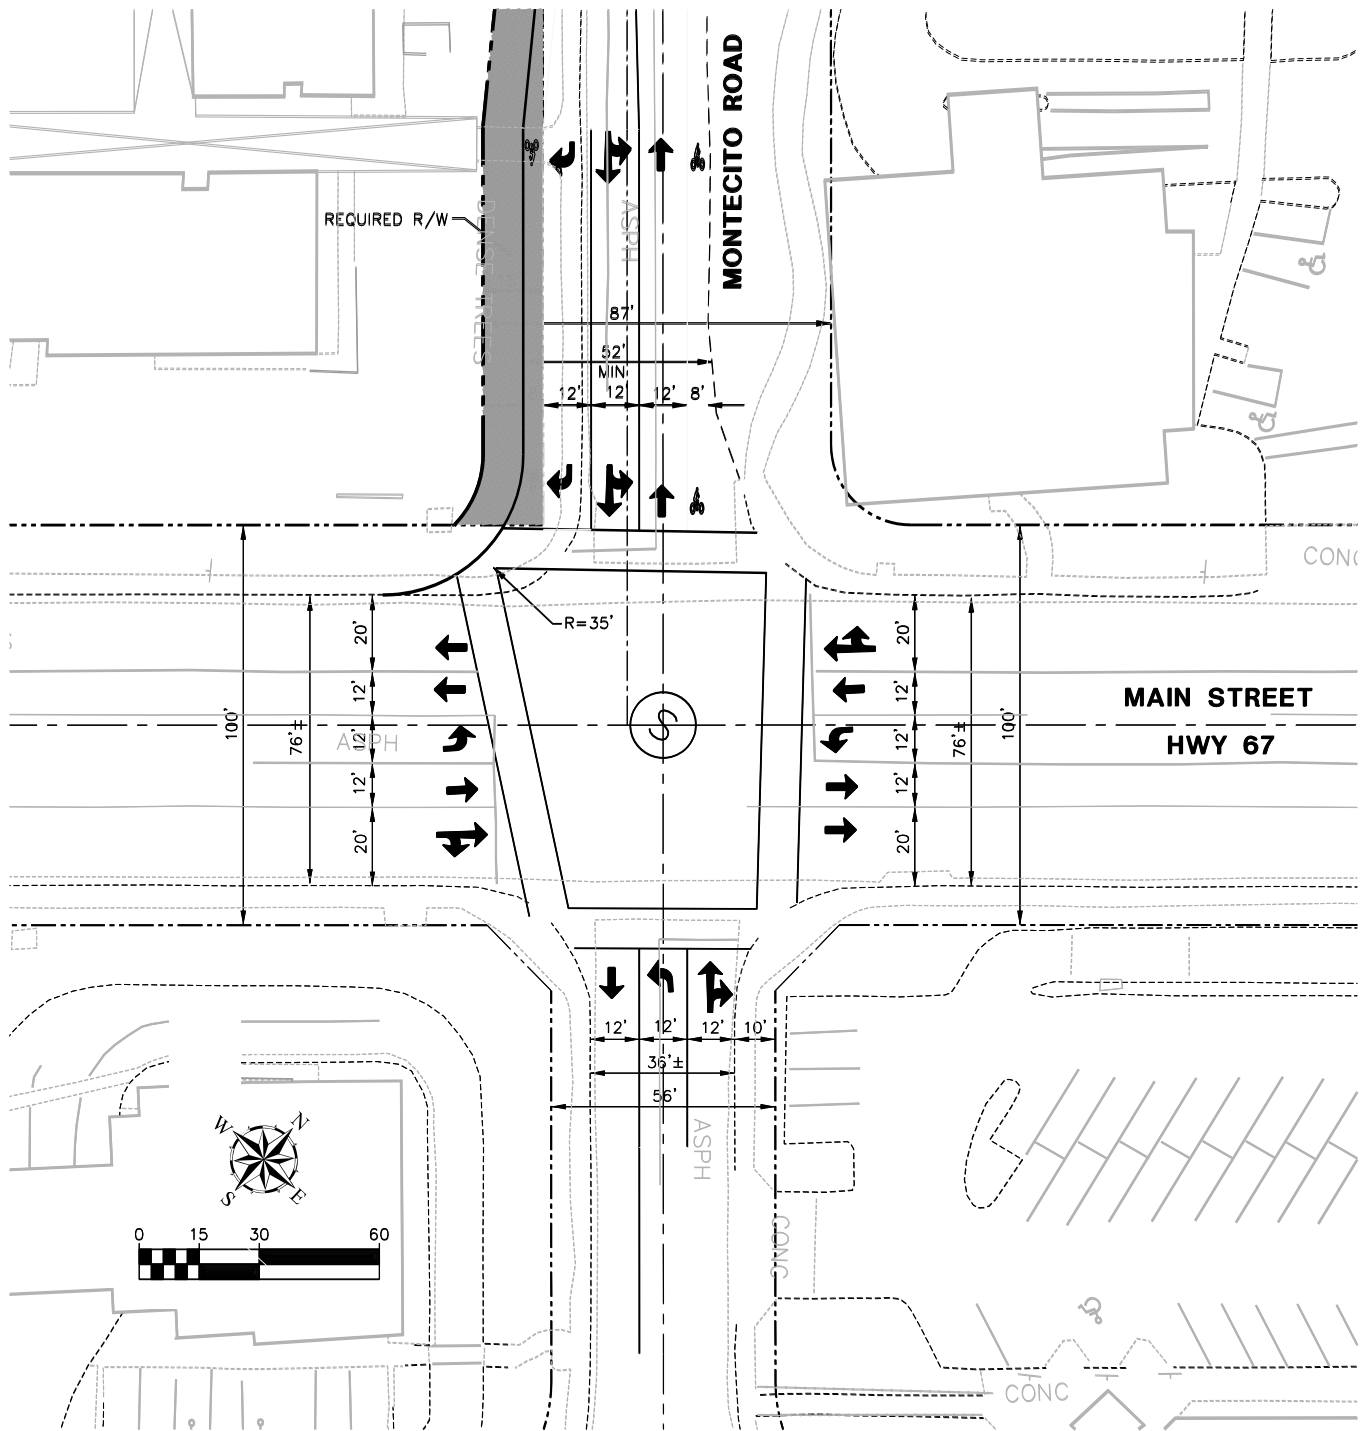 MONTECITO ROAD
REQUIRED R/W
DENSE TREES
ASPH
87'
52'
MIN
12'
12'
12'
8'
CONC
R=35'
20'
12'
12'
12'
20'
100'
76'±
ASPH
20'
12'
12'
12'
20'
76'±
100'
MAIN STREET
HWY 67
S
12'
12'
12'
10'
36'±
56'
ASPH
CONC
W
N
S
E
0
15
30
60
CONC